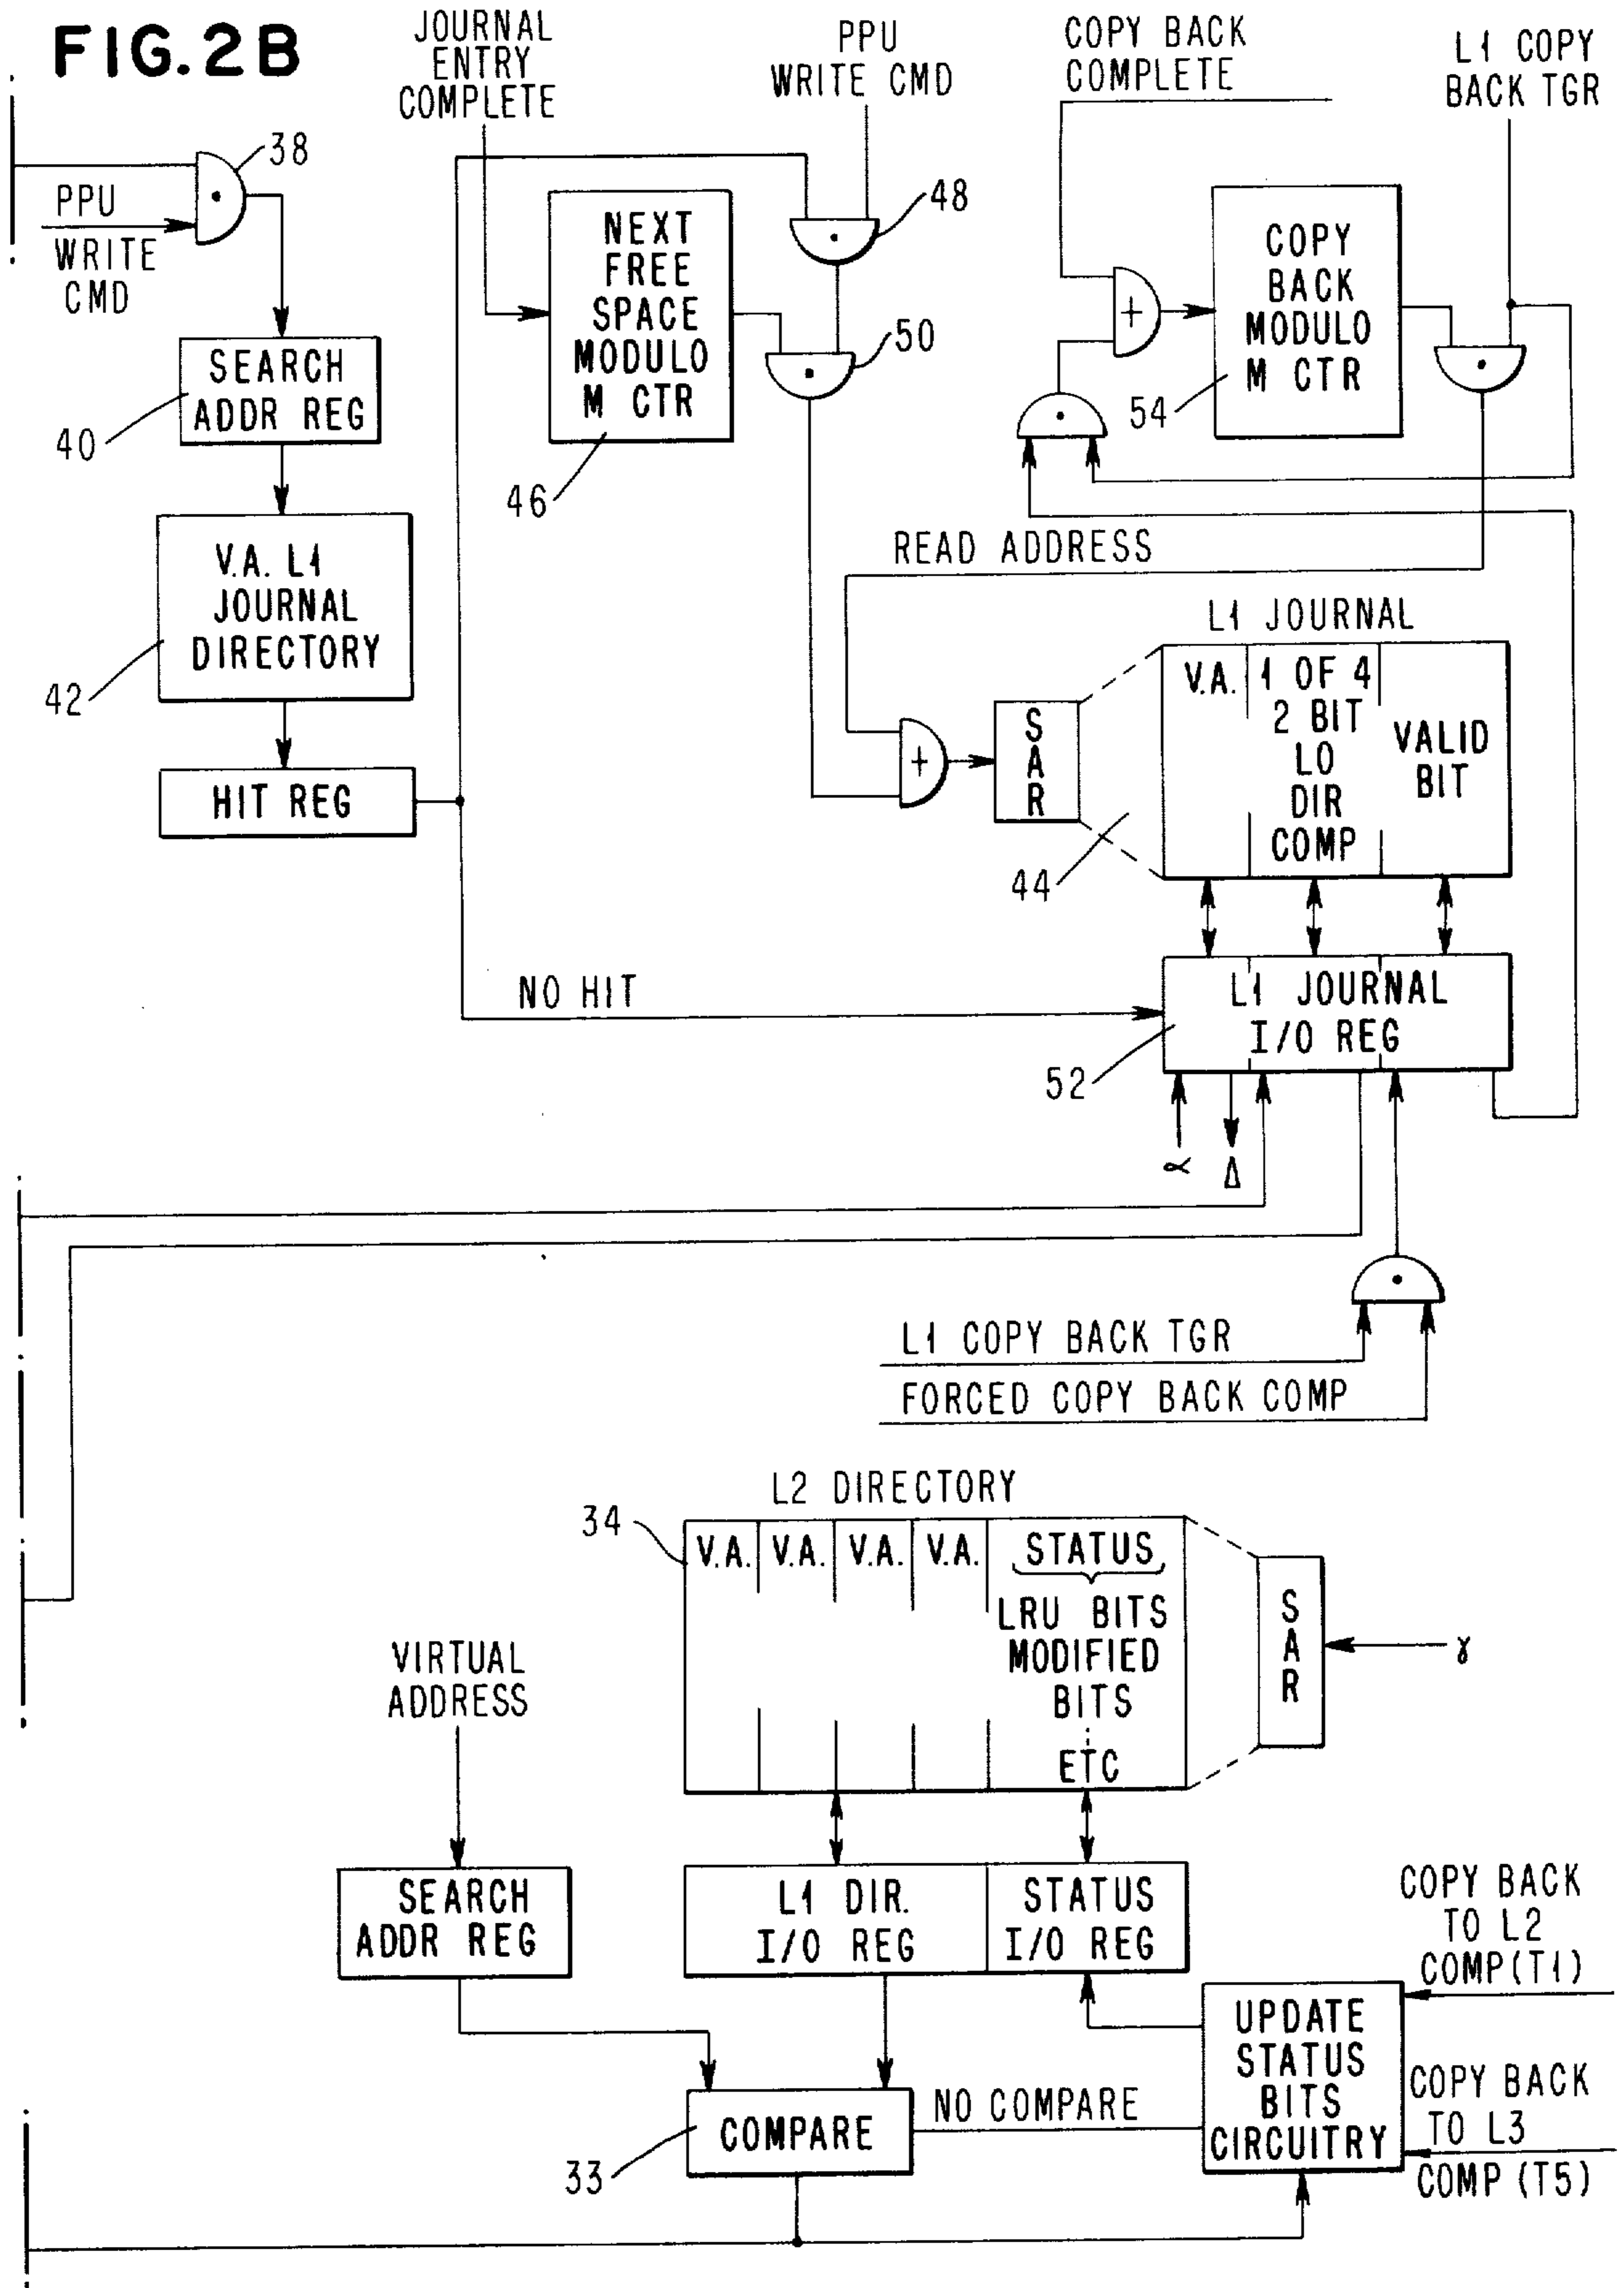 FIG.2B
JOURNAL
ENTRY
COMPLETE
PPU
WRITE CMD
COPY BACK
COMPLETE
L1 COPY
BACK TGR
38
PPU
WRITE
CMD
NEXT
FREE
SPACE
MODULO
M CTR
46
48
50
COPY
BACK
MODULO
M CTR
54
+
SEARCH
ADDR REG
40
V.A. L1
JOURNAL
DIRECTORY
42
HIT REG
READ ADDRESS
L1 JOURNAL
+
SAR
V.A.
1 OF 4
2 BIT
LO
DIR
COMP
VALID
BIT
44
NO HIT
L1 JOURNAL
I/O REG
52
α
Δ
L1 COPY BACK TGR
FORCED COPY BACK COMP
L2 DIRECTORY
34
V.A. V.A. V.A. V.A. STATUS
LRU BITS
MODIFIED
BITS
ETC
SAR
γ
VIRTUAL
ADDRESS
SEARCH
ADDR REG
L1 DIR.
I/O REG
STATUS
I/O REG
COPY BACK
TO L2
COMP(T1)
UPDATE
STATUS
BITS
CIRCUITRY
COPY BACK
TO L3
COMP (T5)
COMPARE
NO COMPARE
33